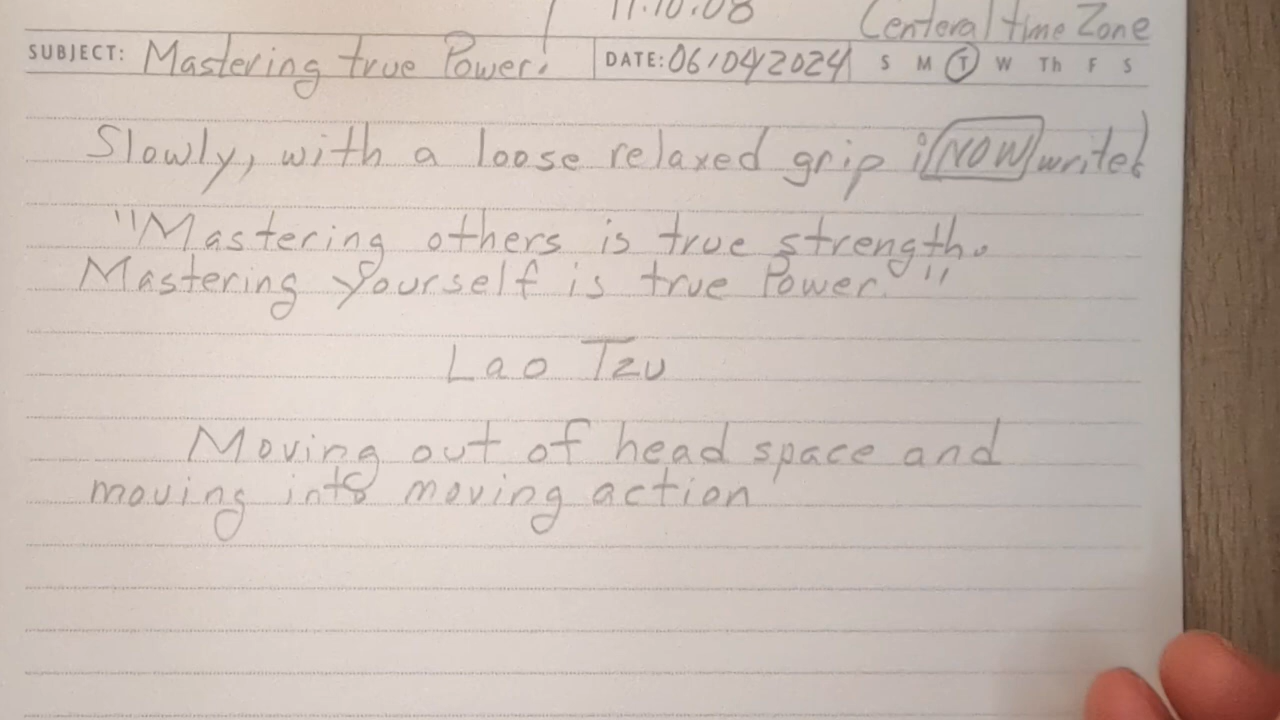 11:10:08 Centeral time Zone
SUBJECT: Mastering true Power! DATE: 06/04/2024 S M T W Th F S
Slowly, with a loose relaxed grip i NOW write!
"Mastering others is true strength.
Mastering Yourself is true Power."
Lao Tzu
Moving out of head space and
moving into moving action